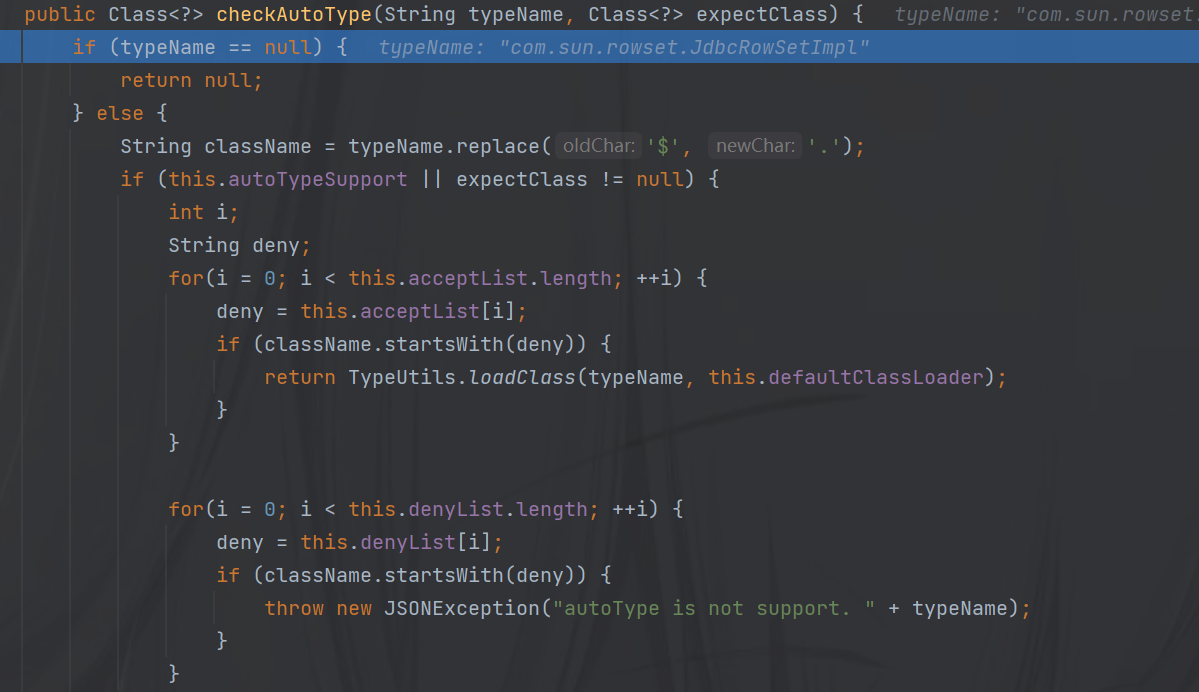 public Class<?> checkAutoType(String typeName, Class<?> expectClass) { typeName: "com.sun.rowset.
if (typeName == null) { typeName: "com.sun.rowset.JdbcRowSetImpl"
return null;
} else {
String className = typeName.replace( oldChar: '$', newChar: '.');
if (this.autoTypeSupport || expectClass != null) {
int i;
String deny;
for(i = 0; i < this.acceptList.length; ++i) {
deny = this.acceptList[i];
if (className.startsWith(deny)) {
return TypeUtils.loadClass(typeName, this.defaultClassLoader);
}
}
for(i = 0; i < this.denyList.length; ++i) {
deny = this.denyList[i];
if (className.startsWith(deny)) {
throw new JSONException("autoType is not support. " + typeName);
}
}